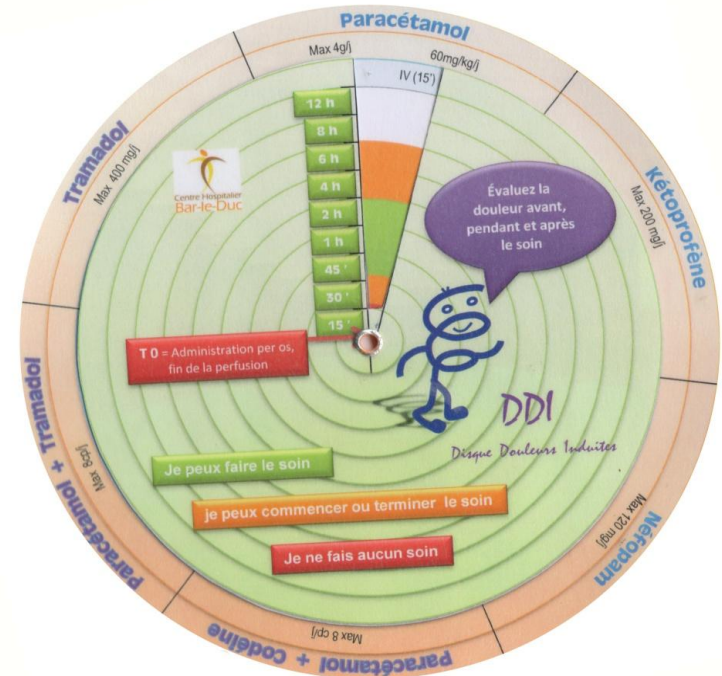 Paracétamol
Max 4g/j
60mg/kg/j
IV (15')
Kétoprofène
Max 200 mg/j
Néfopam
Max 120 mg/j
Paracétamol + Codéine
Max 8 cp/j
Paracétamol + Tramadol
Max 8cp/j
Tramadol
Max 400 mg/j
12 h
8 h
6 h
4 h
2 h
1 h
45 '
30 '
15 '
Centre Hospitalier
Bar-le-Duc
Évaluez la
douleur avant,
pendant et après
le soin
T 0 = Administration per os,
fin de la perfusion
DDI
Disque Douleurs Induites
Je peux faire le soin
je peux commencer ou terminer le soin
Je ne fais aucun soin